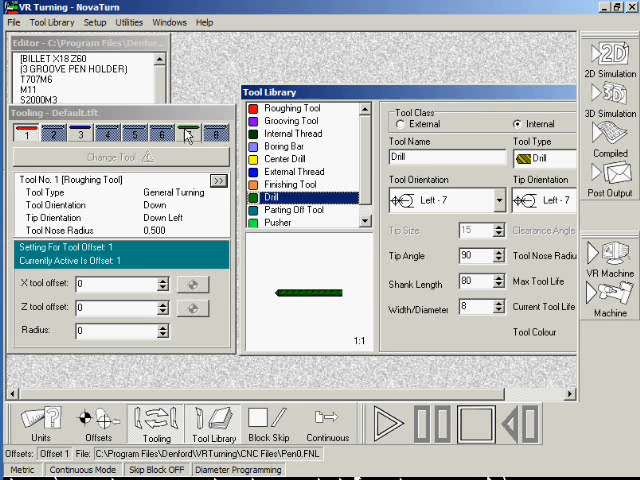 VR Turning - NovaTurn
File Tool Library Setup Utilities Windows Help
Editor - C:\Program Files\Denford
(BILLET X18 Z60
(3 GROOVE PEN HOLDER)
T707M6
M11
S2000M3
Tooling - Default.tft
1 2 3 4 5 6 8
Change Tool
Tool No. 1 [Roughing Tool] >>
Tool Type General Turning
Tool Orientation Down
Tip Orientation Down Left
Tool Nose Radius 0.500
Setting For Tool Offset: 1
Currently Active Is Offset: 1
X tool offset: 0
Z tool offset: 0
Radius: 0
Tool Library
Roughing Tool
Grooving Tool
Internal Thread
Boring Bar
Center Drill
External Thread
Finishing Tool
Drill
Parting Off Tool
Pusher
1:1
Tool Class
External Internal
Tool Name Tool Type
Drill Drill
Tool Orientation Tip Orientation
Left - 7 Left - 7
Tip Size 15 Clearance Angle
Tip Angle 90 Tool Nose Radiu
Shank Length 80 Max Tool Life
Width/Diameter 8 Current Tool Life
Tool Colour
2D
2D Simulation
3D
3D Simulation
Compiled
Post Output
VR Machine
Machine
Units Offsets Tooling Tool Library Block Skip Continuous
Offsets: Offset 1 File: C:\Program Files\Denford\VRTurning\CNC Files\Pen0.FNL
Metric Continuous Mode Skip Block OFF Diameter Programming